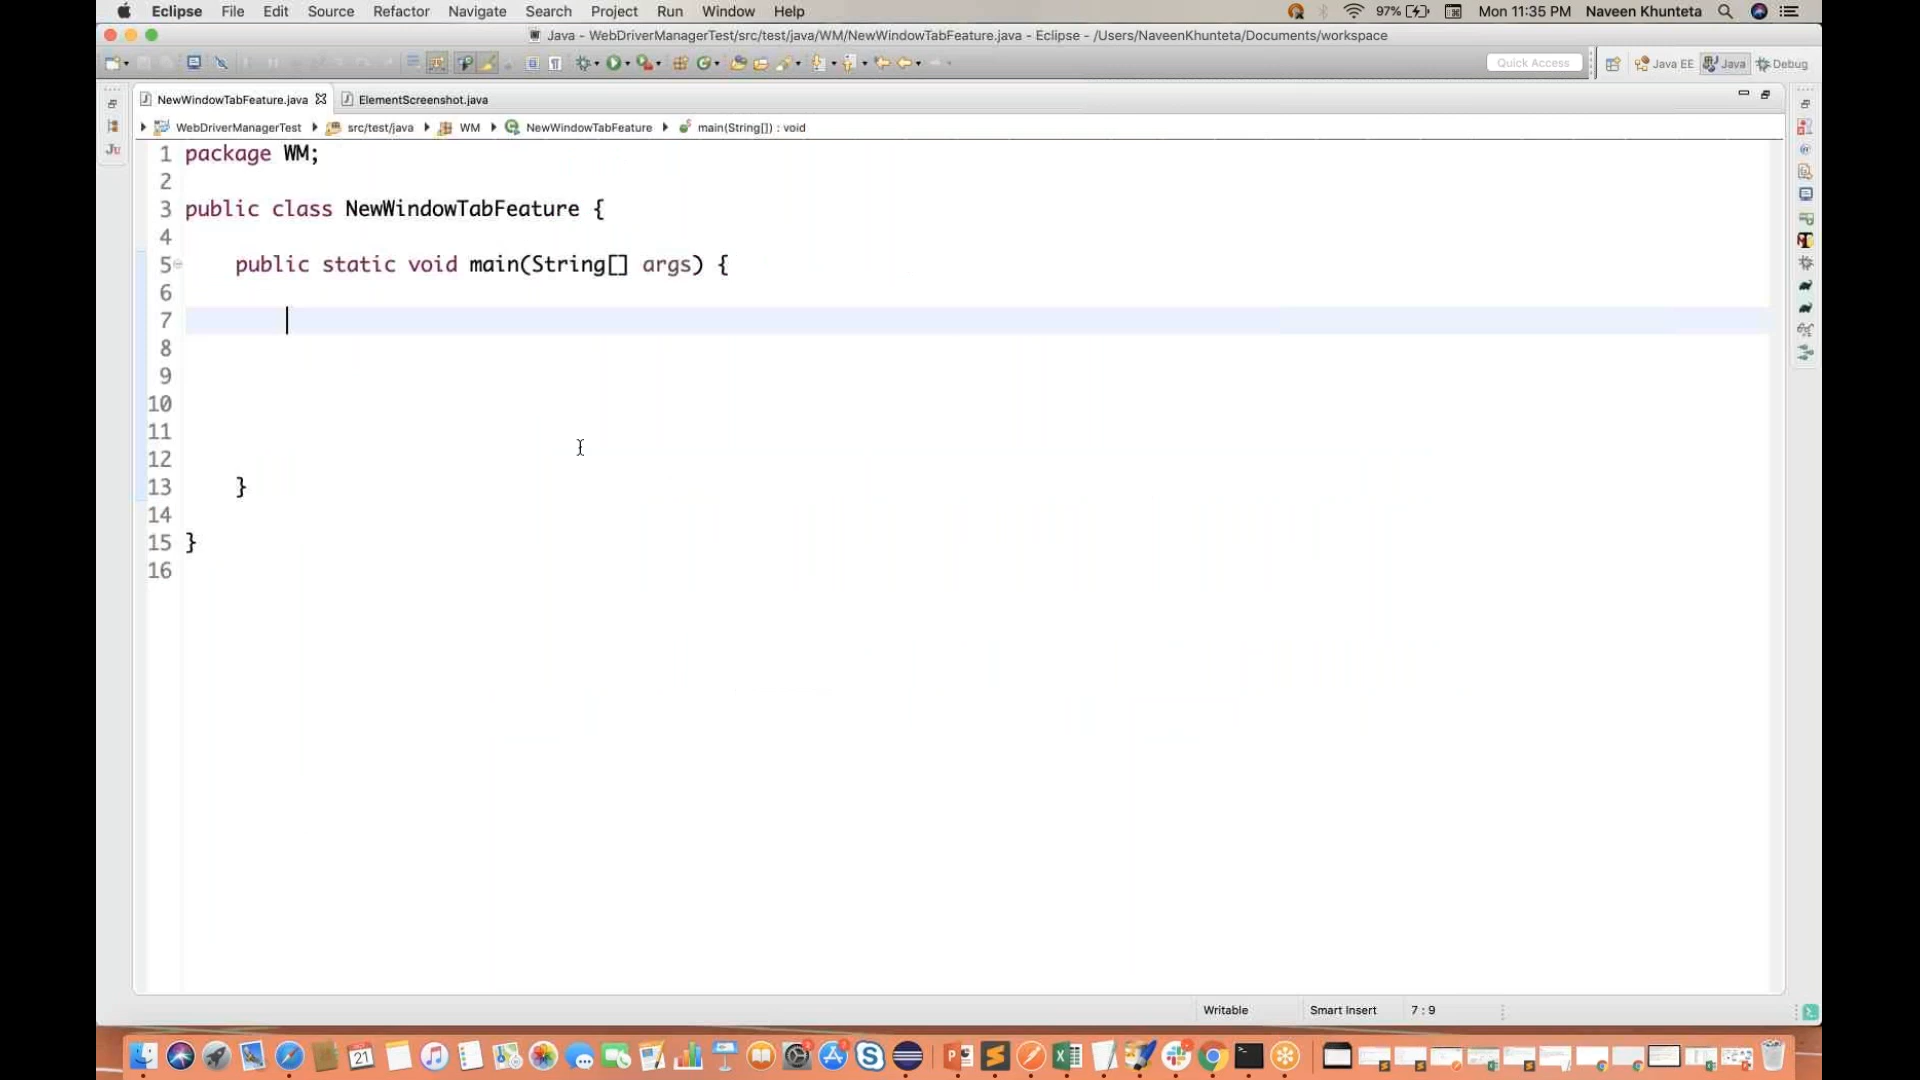 Eclipse File Edit Source Refactor Navigate Search Project Run Window Help 97% Mon 11:35 PM Naveen Khunteta
Java - WebDriverManagerTest/src/test/java/WM/NewWindowTabFeature.java - Eclipse - /Users/NaveenKhunteta/Documents/workspace
Quick Access Java EE Java Debug
NewWindowTabFeature.java ElementScreenshot.java
WebDriverManagerTest src/test/java WM NewWindowTabFeature main(String[]) : void
1 package WM;
2
3 public class NewWindowTabFeature {
4
5 public static void main(String[] args) {
6
7
8
9
10
11
12
13 }
14
15 }
16
Writable Smart Insert 7 : 9